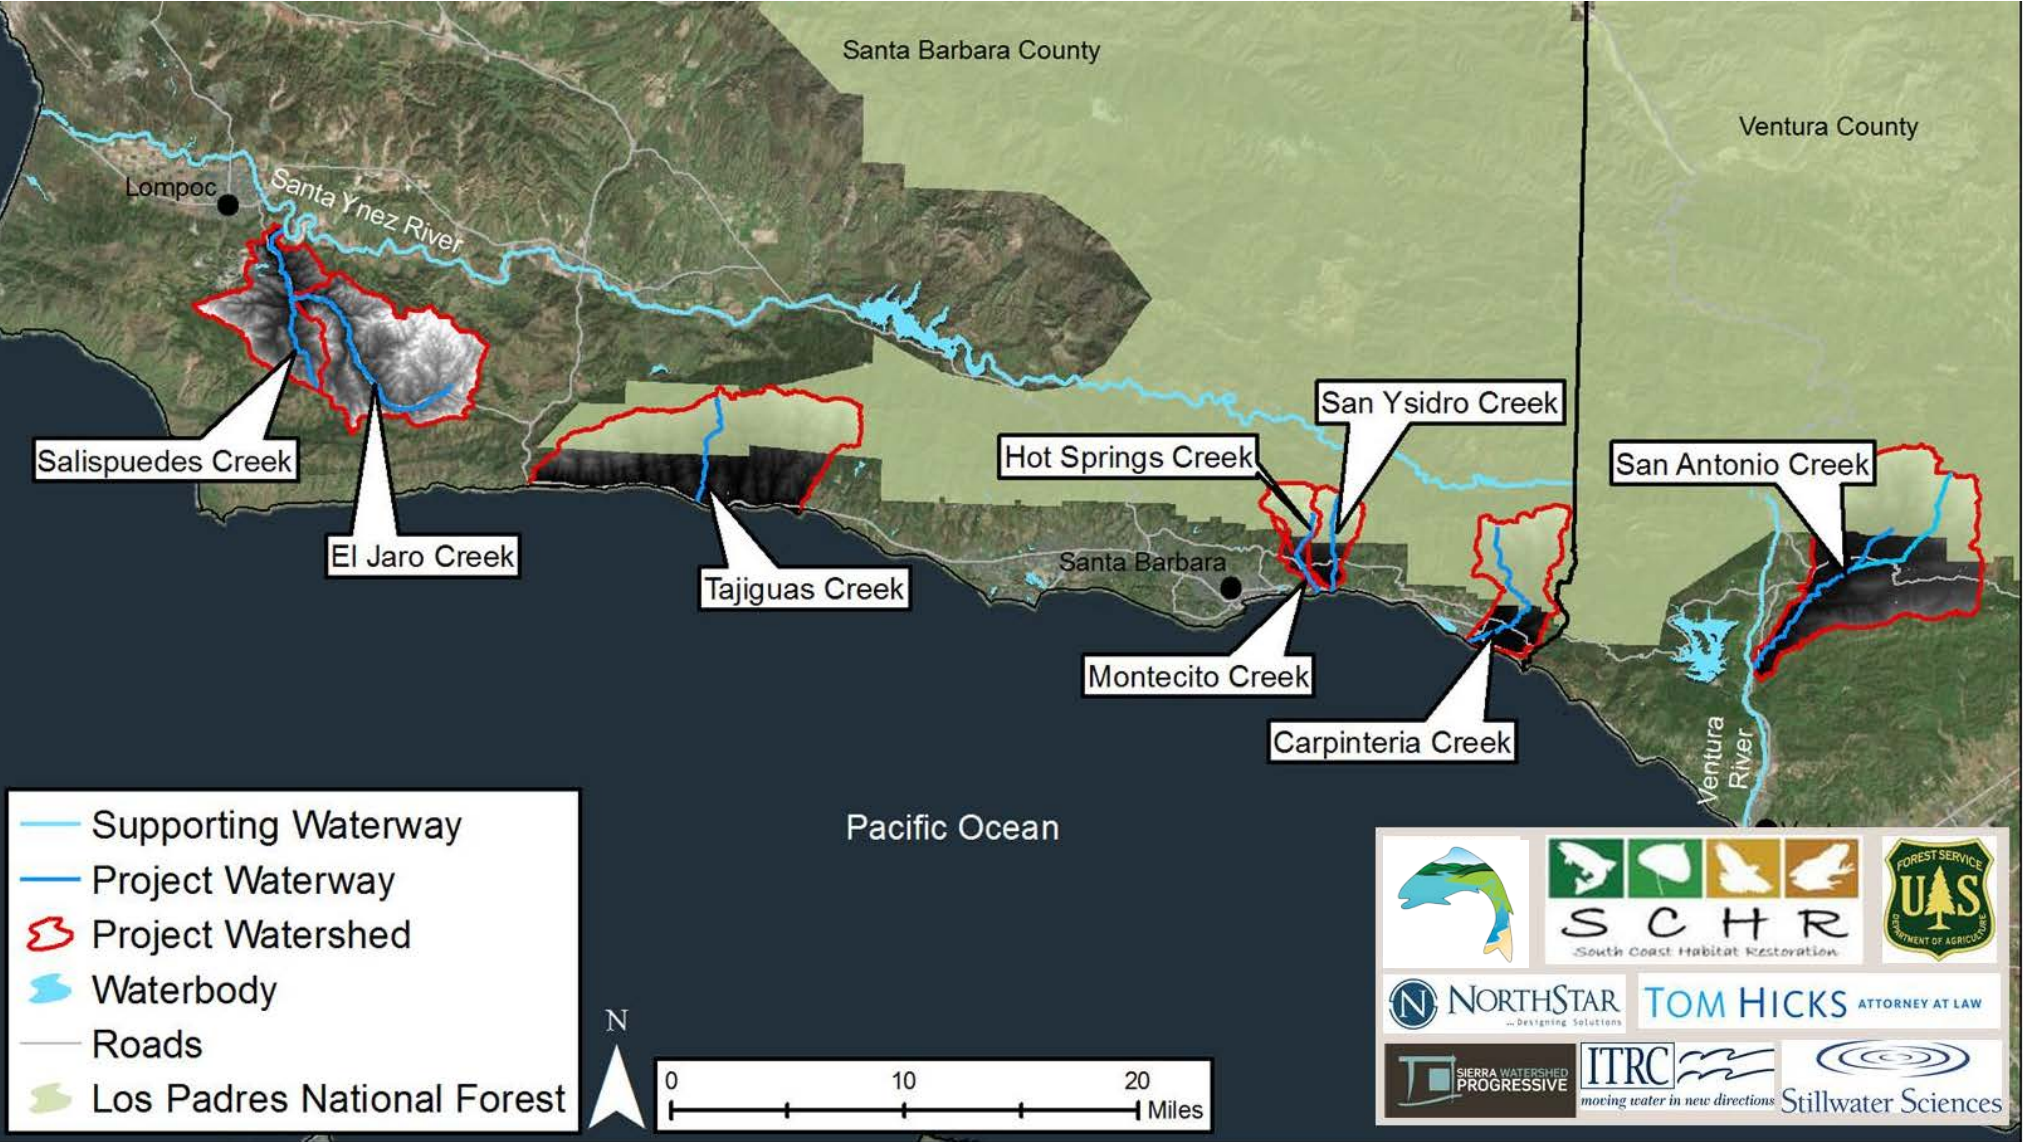 Santa Barbara County
Ventura County
Lompoc
Santa Ynez River
San Ysidro Creek
Hot Springs Creek
San Antonio Creek
Salispuedes Creek
El Jaro Creek
Tajiguas Creek
Santa Barbara
Montecito Creek
Carpinteria Creek
Ventura
River
Pacific Ocean
Supporting Waterway
Project Waterway
Project Watershed
Waterbody
Roads
Los Padres National Forest
N
0 10 20
Miles
S C H R
South Coast Habitat Restoration
FOREST SERVICE
U S
DEPARTMENT OF AGRICULTURE
N NORTHSTAR
... Designing Solutions
TOM HICKS ATTORNEY AT LAW
SIERRA WATERSHED
PROGRESSIVE
ITRC
moving water in new directions
Stillwater Sciences